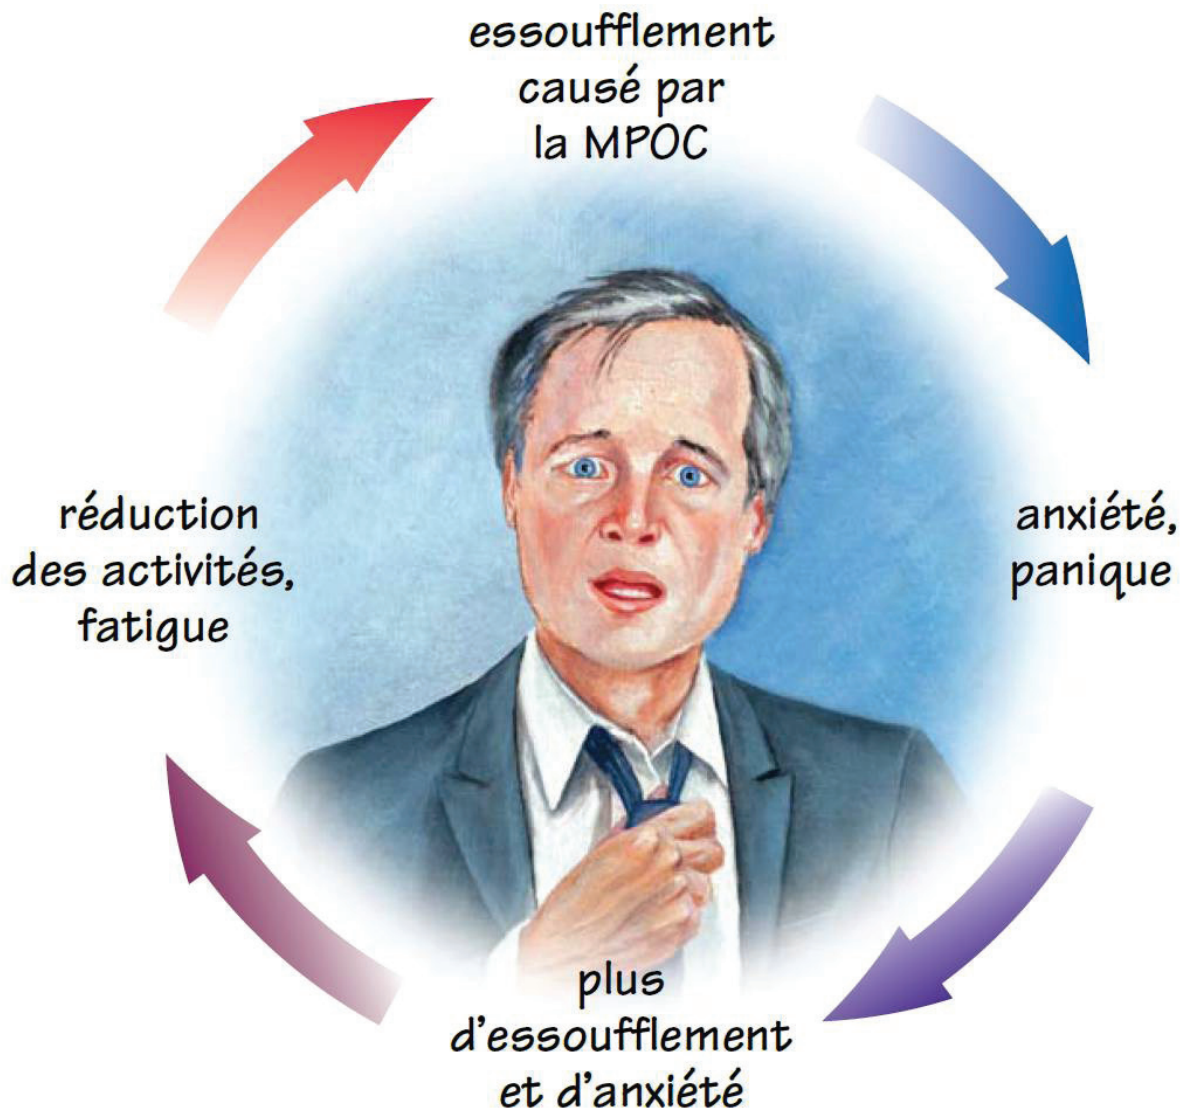 essoufflement
causé par
la MPOC
anxiété,
panique
plus
d'essoufflement
et d'anxiété
réduction
des activités,
fatigue